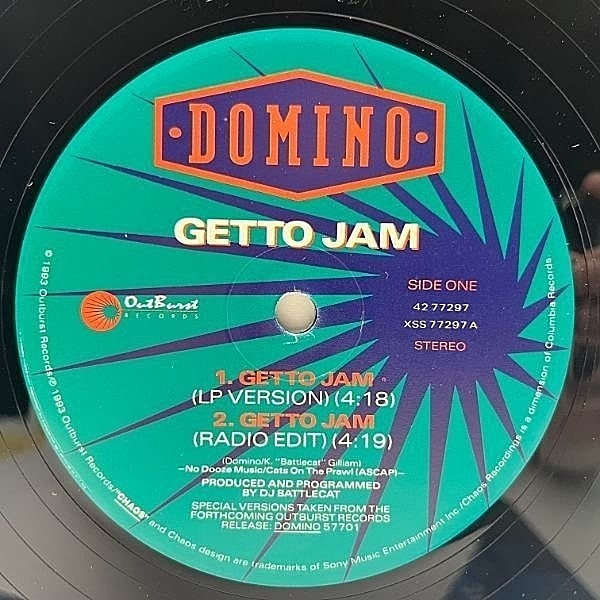 ·DOMINO·
GETTO JAM
SIDE ONE
42 77297
XSS 77297 A
STEREO
OutBurst
RECORDS
1. GETTO JAM
(LP VERSION) (4:18)
2. GETTO JAM
(RADIO EDIT) (4:19)
(Domino/K. "Battlecat" Gilliam)
–No Dooze Music/Cats On The Prawl (ASCAP)–
PRODUCED AND PROGRAMMED
BY DJ BATTLECAT
SPECIAL VERSIONS TAKEN FROM THE
FORTHCOMING OUTBURST RECORDS
RELEASE: DOMINO 57701
© 1993 Outburst Records/℗ 1993 Outburst Records/"CHAOS" and Chaos design are trademarks of Sony Music Entertainment Inc./Chaos Recordings is a dimension of Columbia Records